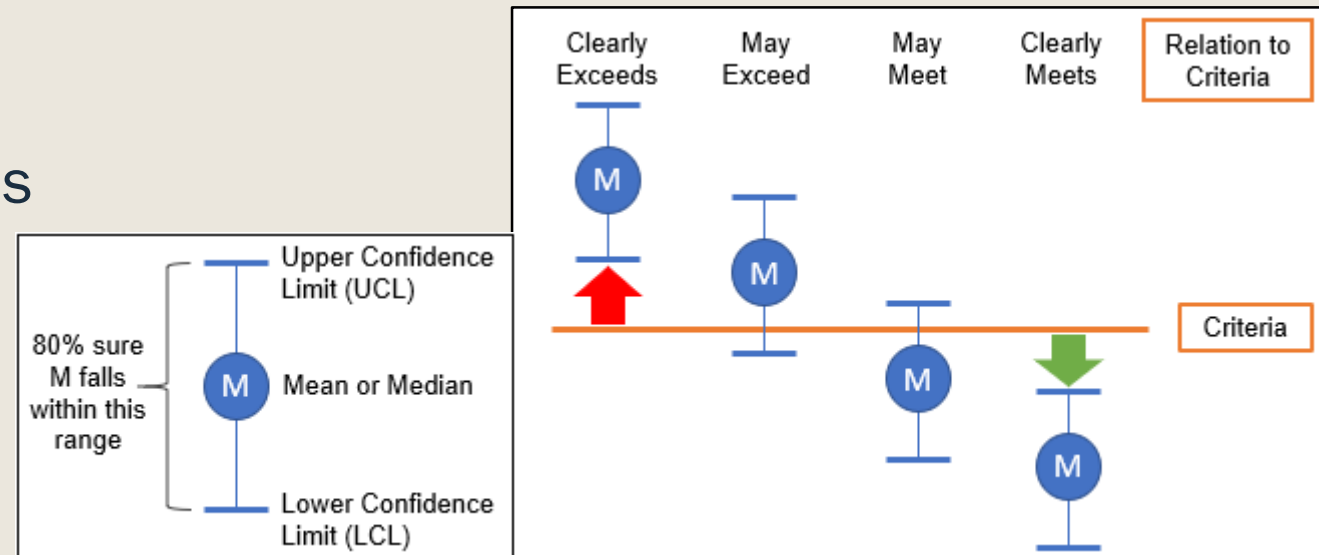 Clearly
Exceeds
May
Exceed
May
Meet
Clearly
Meets
Relation to
Criteria
M
M
M
M
Criteria
s
80% sure
M falls
within this
range
Upper Confidence
Limit (UCL)
M
Mean or Median
Lower Confidence
Limit (LCL)